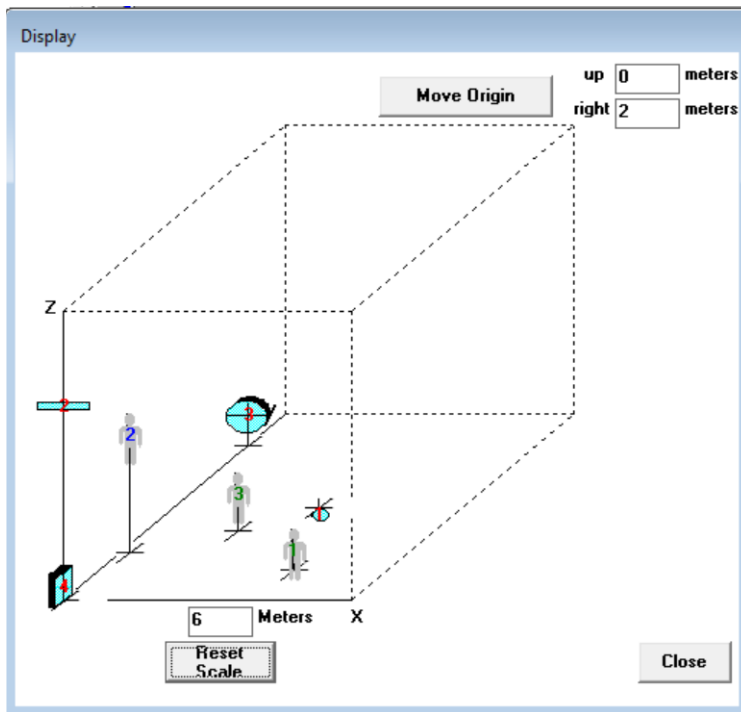 Display
Move Origin
up 0 meters
right 2 meters
Z
2
2
3
3
1
1
4
6 Meters X
Reset
Scale
Close